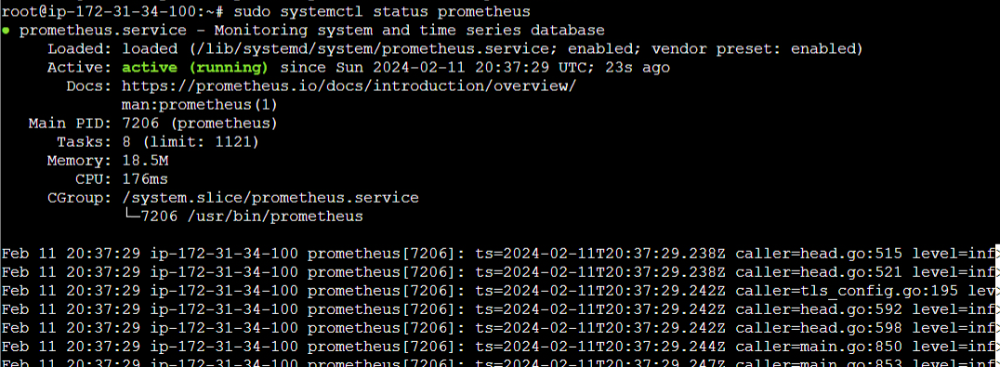 root@ip-172-31-34-100:~# sudo systemctl status prometheus
● prometheus.service - Monitoring system and time series database
Loaded: loaded (/lib/systemd/system/prometheus.service; enabled; vendor preset: enabled)
Active: active (running) since Sun 2024-02-11 20:37:29 UTC; 23s ago
Docs: https://prometheus.io/docs/introduction/overview/
man:prometheus(1)
Main PID: 7206 (prometheus)
Tasks: 8 (limit: 1121)
Memory: 18.5M
CPU: 176ms
CGroup: /system.slice/prometheus.service
└─7206 /usr/bin/prometheus
Feb 11 20:37:29 ip-172-31-34-100 prometheus[7206]: ts=2024-02-11T20:37:29.238Z caller=head.go:515 level=inf>
Feb 11 20:37:29 ip-172-31-34-100 prometheus[7206]: ts=2024-02-11T20:37:29.238Z caller=head.go:521 level=inf>
Feb 11 20:37:29 ip-172-31-34-100 prometheus[7206]: ts=2024-02-11T20:37:29.242Z caller=tls_config.go:195 lev>
Feb 11 20:37:29 ip-172-31-34-100 prometheus[7206]: ts=2024-02-11T20:37:29.242Z caller=head.go:592 level=inf>
Feb 11 20:37:29 ip-172-31-34-100 prometheus[7206]: ts=2024-02-11T20:37:29.242Z caller=head.go:598 level=inf>
Feb 11 20:37:29 ip-172-31-34-100 prometheus[7206]: ts=2024-02-11T20:37:29.244Z caller=main.go:850 level=inf>
Feb 11 20:37:29 ip-172-31-34-100 prometheus[7206]: ts=2024-02-11T20:37:29.247Z caller=main.go:853 level=inf>